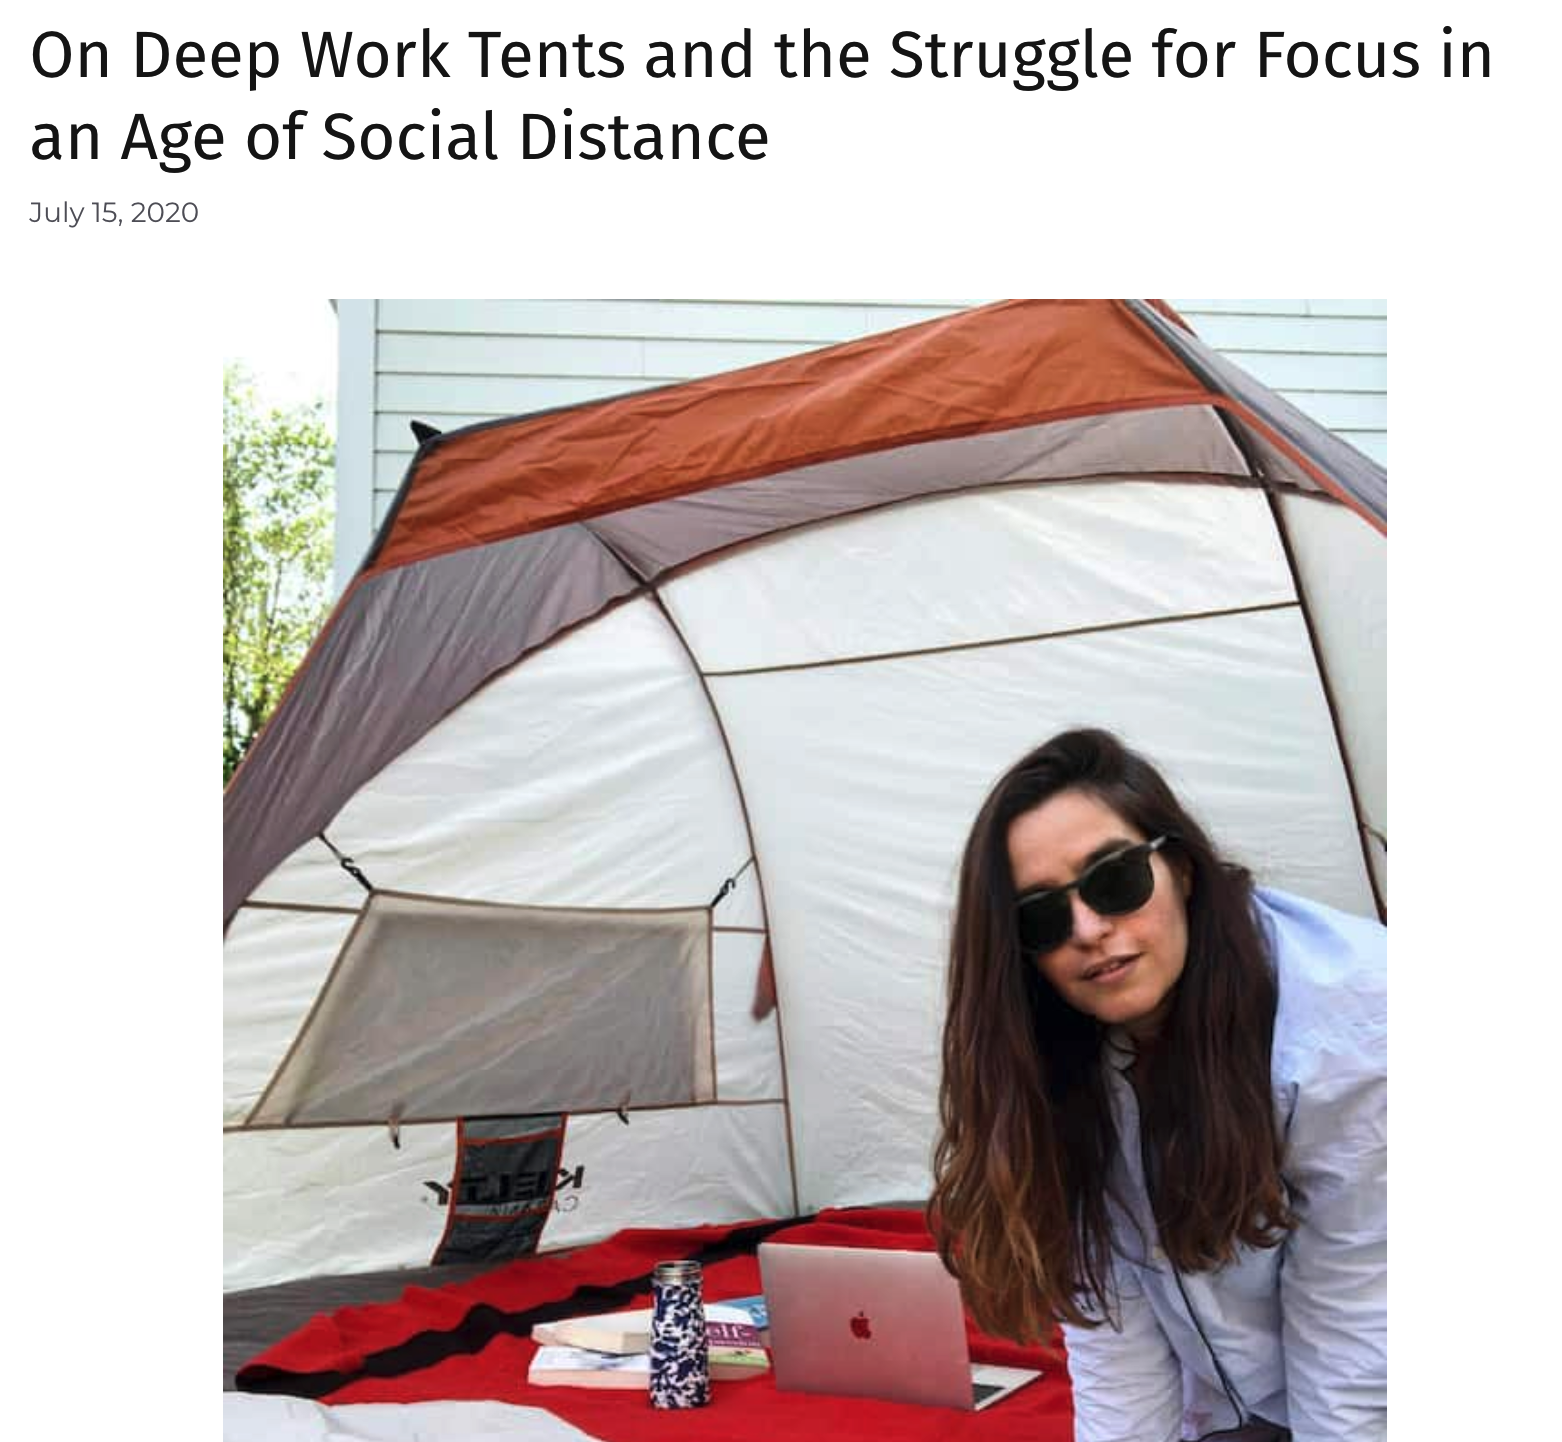 On Deep Work Tents and the Struggle for Focus in
an Age of Social Distance
July 15, 2020
KELTY